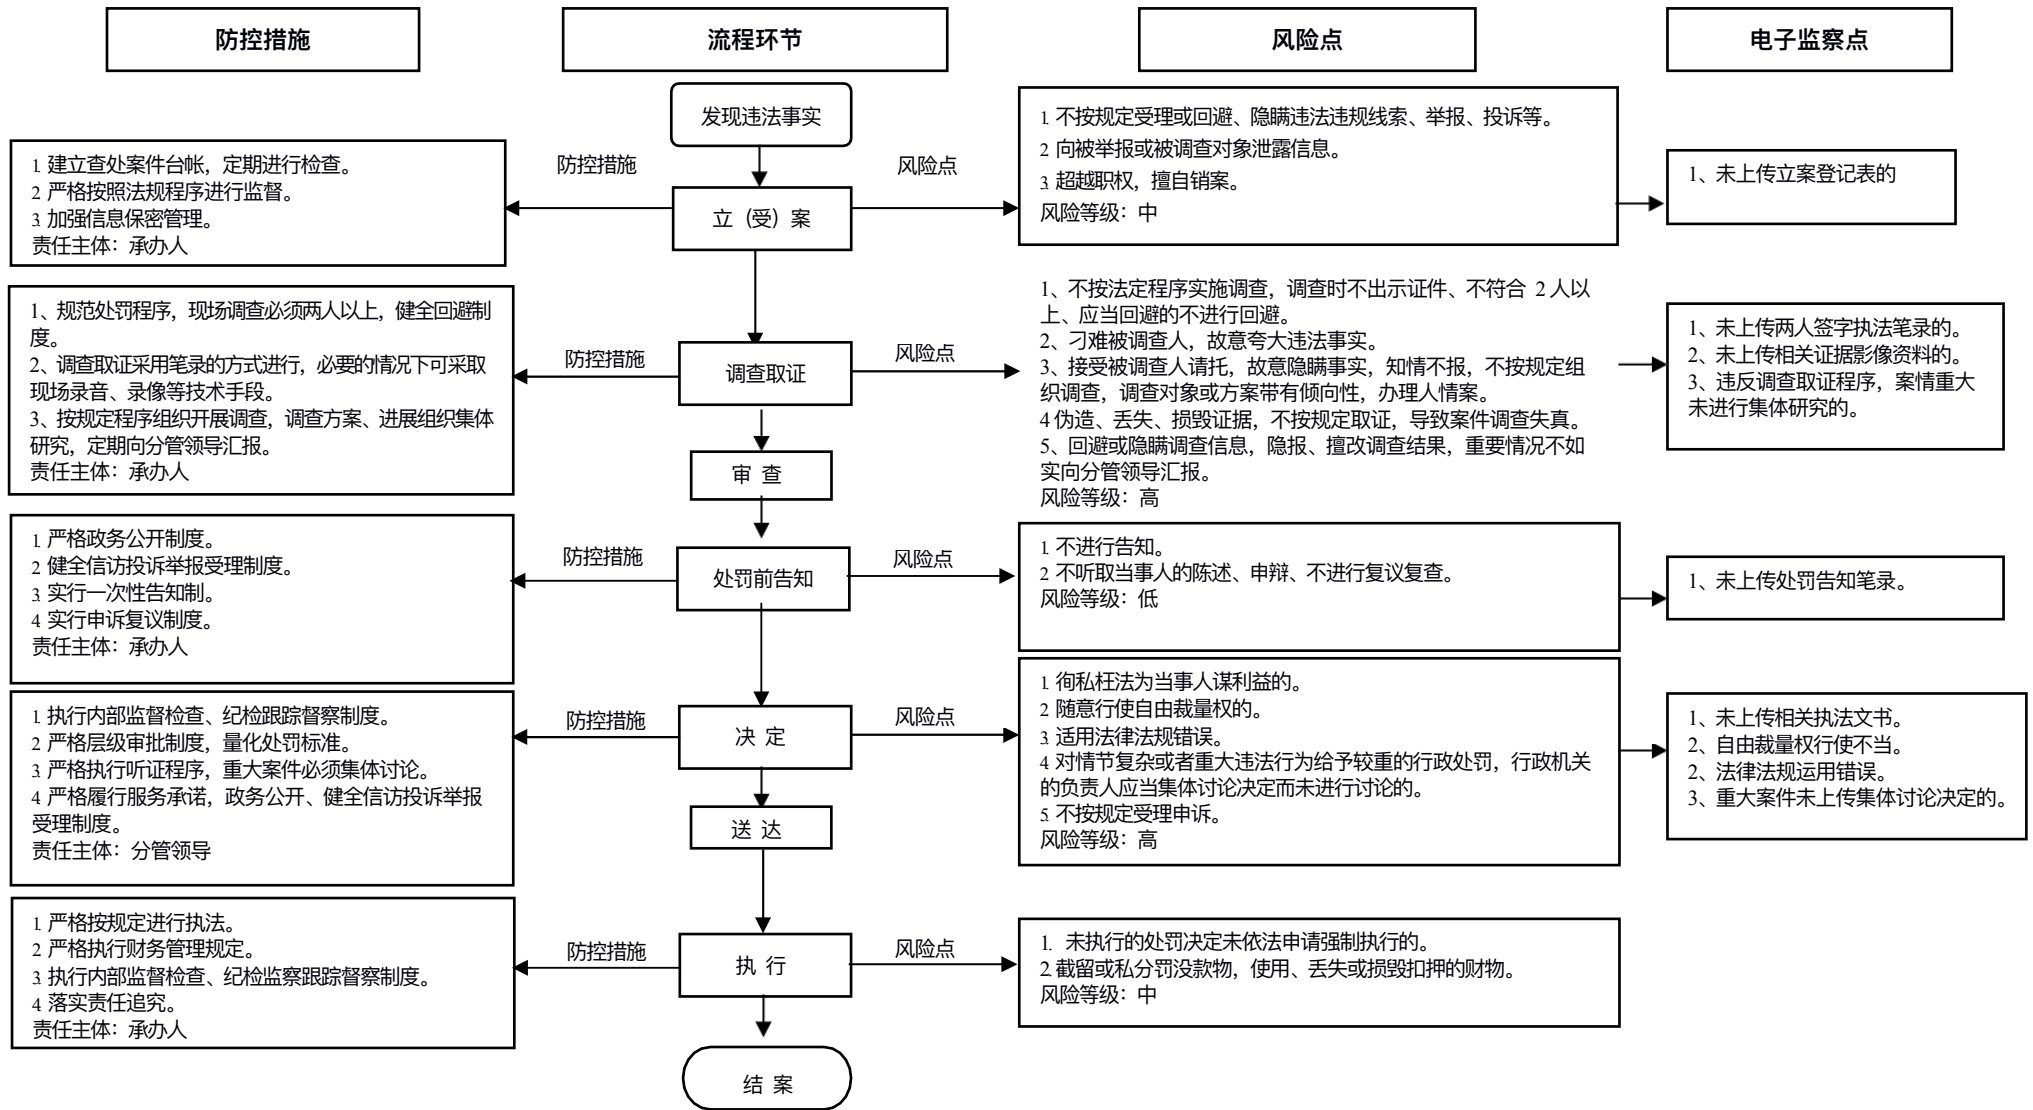 防控措施
流程环节
风险点
电子监察点
发现违法事实
1. 建立查处案件台帐，定期进行检查。
2 严格按照法规程序进行监督。
3. 加强信息保密管理。
责任主体：承办人
防控措施
立（受）案
风险点
1. 不按规定受理或回避、隐瞒违法违规线索、举报、投诉等。
2 向被举报或被调查对象泄露信息。
3. 超越职权，擅自销案。
风险等级：中
1、未上传立案登记表的
1、规范处罚程序，现场调查必须两人以上，健全回避制
度。
2、调查取证采用笔录的方式进行，必要的情况下可采取
现场录音、录像等技术手段。
3、按规定程序组织开展调查，调查方案、进展组织集体
研究，定期向分管领导汇报。
责任主体：承办人
防控措施
调查取证
风险点
1、不按法定程序实施调查，调查时不出示证件、不符合 2 人以
上、应当回避的不进行回避。
2、刁难被调查人，故意夸大违法事实。
3、接受被调查人请托，故意隐瞒事实，知情不报，不按规定组
织调查，调查对象或方案带有倾向性，办理人情案。
4 伪造、丢失、损毁证据，不按规定取证，导致案件调查失真。
5、回避或隐瞒调查信息，隐报、擅改调查结果，重要情况不如
实向分管领导汇报。
风险等级：高
1、未上传两人签字执法笔录的。
2、未上传相关证据影像资料的。
3、违反调查取证程序，案情重大
未进行集体研究的。
审 查
1. 严格政务公开制度。
2 健全信访投诉举报受理制度。
3. 实行一次性告知制。
4 实行申诉复议制度。
责任主体：承办人
防控措施
处罚前告知
风险点
1. 不进行告知。
2 不听取当事人的陈述、申辩、不进行复议复查。
风险等级：低
1、未上传处罚告知笔录。
1. 执行内部监督检查、纪检跟踪督察制度。
2 严格层级审批制度，量化处罚标准。
3. 严格执行听证程序，重大案件必须集体讨论。
4 严格履行服务承诺，政务公开、健全信访投诉举报
受理制度。
责任主体：分管领导
防控措施
决 定
风险点
1. 徇私枉法为当事人谋利益的。
2 随意行使自由裁量权的。
3. 适用法律法规错误。
4 对情节复杂或者重大违法行为给予较重的行政处罚，行政机关
的负责人应当集体讨论决定而未进行讨论的。
5. 不按规定受理申诉。
风险等级：高
1、未上传相关执法文书。
2、自由裁量权行使不当。
2、法律法规运用错误。
3、重大案件未上传集体讨论决定的。
送 达
1. 严格按规定进行执法。
2 严格执行财务管理规定。
3. 执行内部监督检查、纪检监察跟踪督察制度。
4 落实责任追究。
责任主体：承办人
防控措施
执 行
风险点
1. 未执行的处罚决定未依法申请强制执行的。
2. 截留或私分罚没款物，使用、丢失或损毁扣押的财物。
风险等级：中
结 案